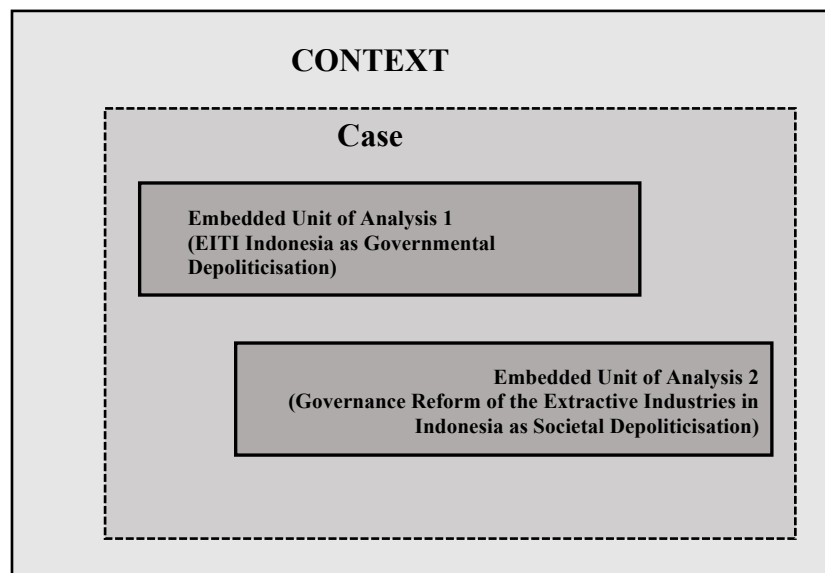 CONTEXT
Case
Embedded Unit of Analysis 1
(EITI Indonesia as Governmental
Depoliticisation)
Embedded Unit of Analysis 2
(Governance Reform of the Extractive Industries in
Indonesia as Societal Depoliticisation)